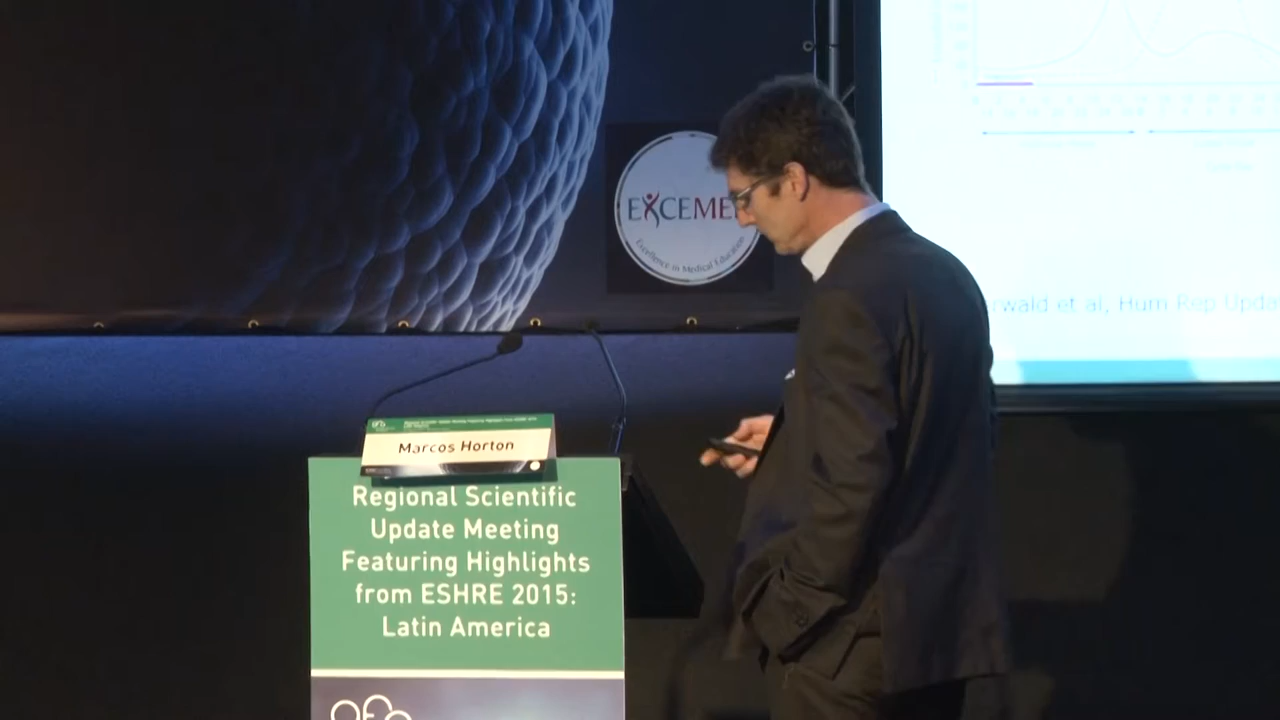 EXCEME
Excellence in Medical Education
rwald et al, Hum Rep Upda
Marcos Horton
Regional Scientific
Update Meeting
Featuring Highlights
from ESHRE 2015:
Latin America